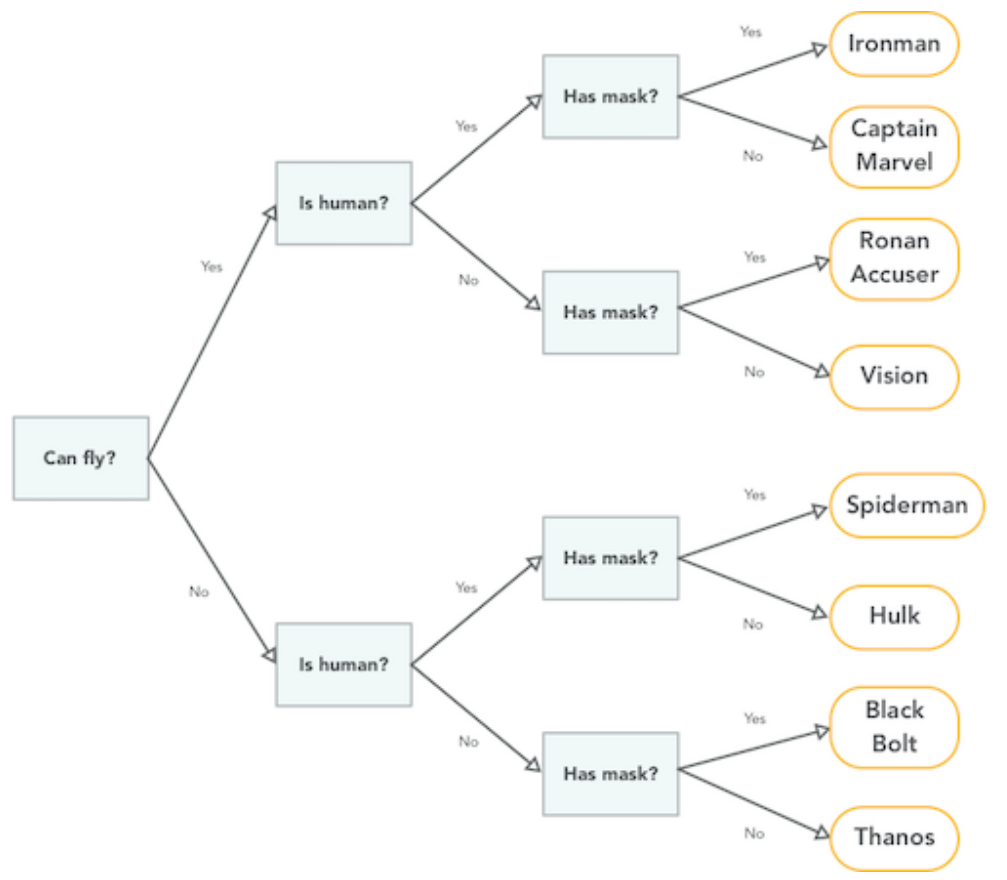 Yes
Ironman
Has mask?
Yes
No
Captain
Marvel
Is human?
Yes
No
Has mask?
Yes
Ronan
Accuser
No
Vision
Can fly?
No
Is human?
Yes
Has mask?
Yes
Spiderman
No
Hulk
No
Has mask?
Yes
Black
Bolt
No
Thanos